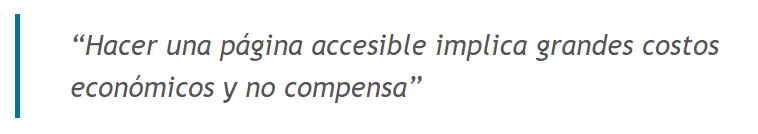 “Hacer una página accesible implica grandes costos
económicos y no compensa”